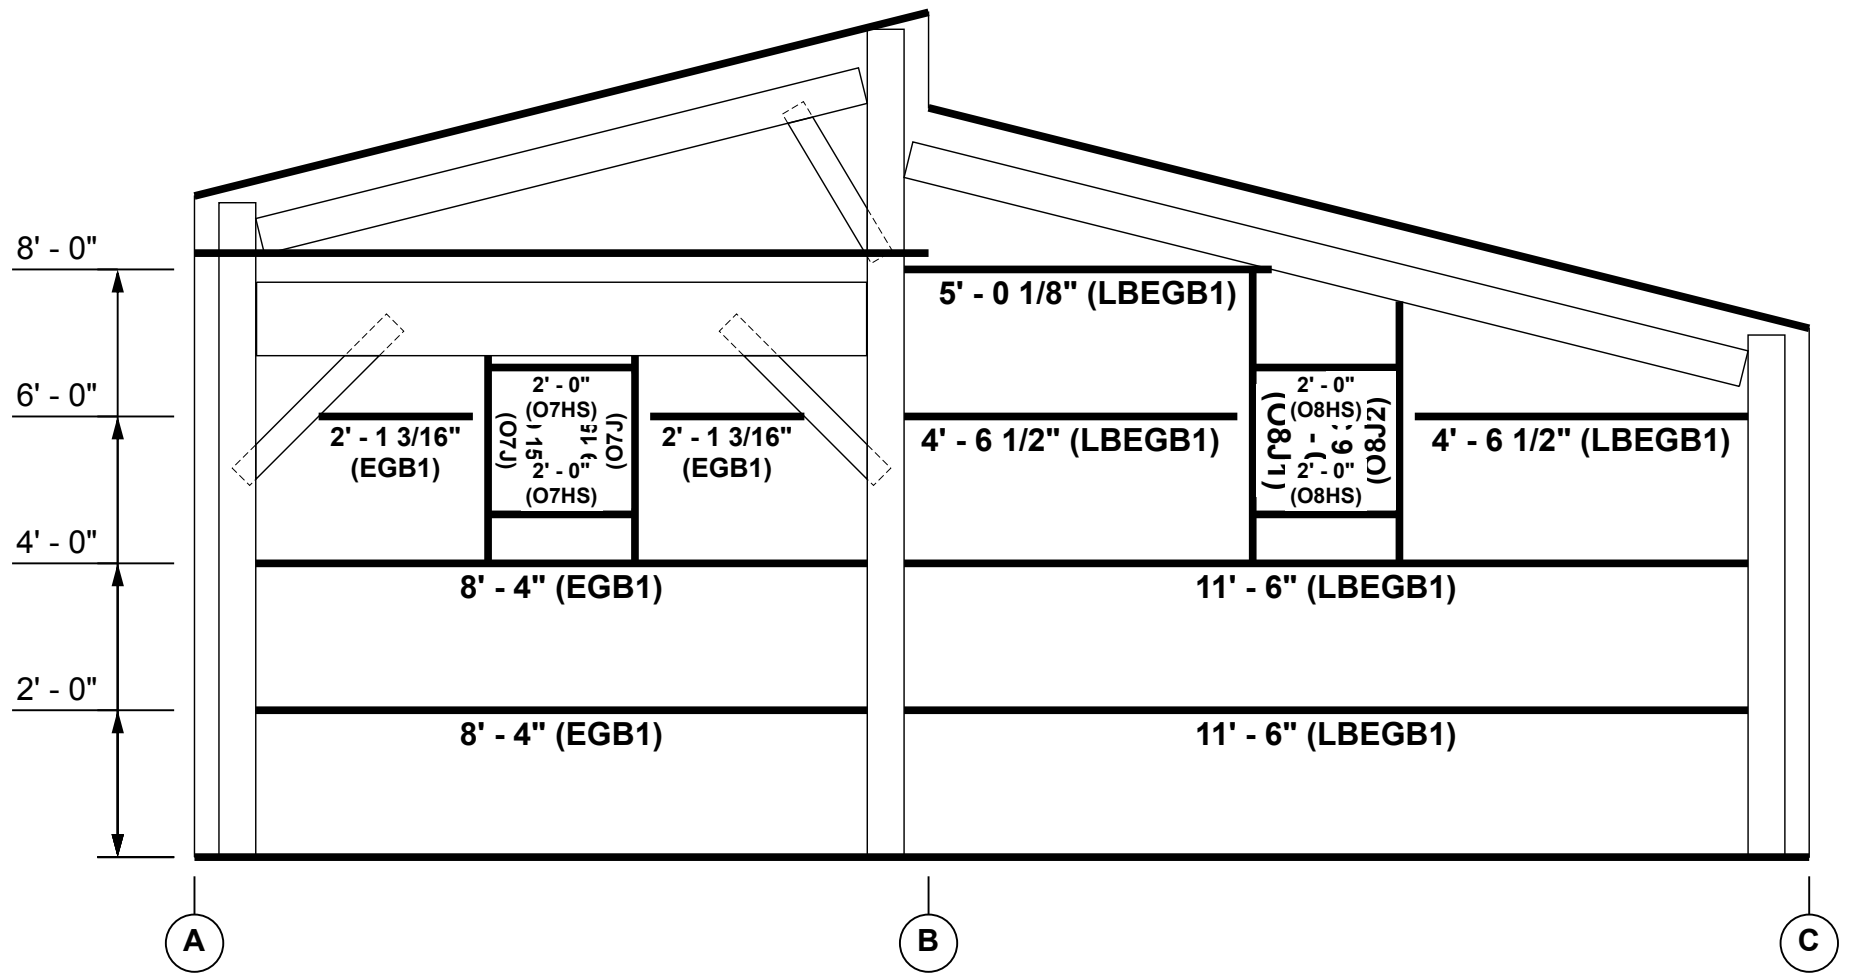 8' - 0"
5' - 0 1/8" (LBEGB1)
6' - 0"
2' - 1 3/16"
(EGB1)
(O7J)
2' - 0"
(O7HS)
2' - 0"
(O7HS)
(O7J)
2' - 1 3/16"
(EGB1)
4' - 6 1/2" (LBEGB1)
(O8J1)
2' - 0"
(O8HS)
2' - 0"
(O8HS)
(O8J2)
4' - 6 1/2" (LBEGB1)
4' - 0"
8' - 4" (EGB1)
11' - 6" (LBEGB1)
2' - 0"
8' - 4" (EGB1)
11' - 6" (LBEGB1)
A
B
C